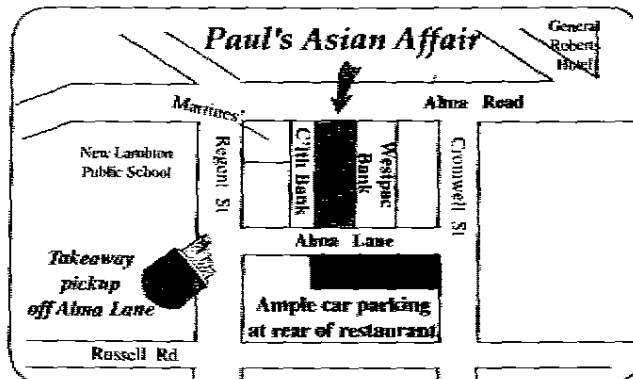 Paul's Asian Affair
General
Roberts
Hotel
Alma Road
Martines'
Regent St
C'lth Bank
Westpac
Bank
Cromwell St
New Lambton
Public School
Alma Lane
Takeaway
pickup
off Alma Lane
Ample car parking
at rear of restaurant.
Russell Rd.